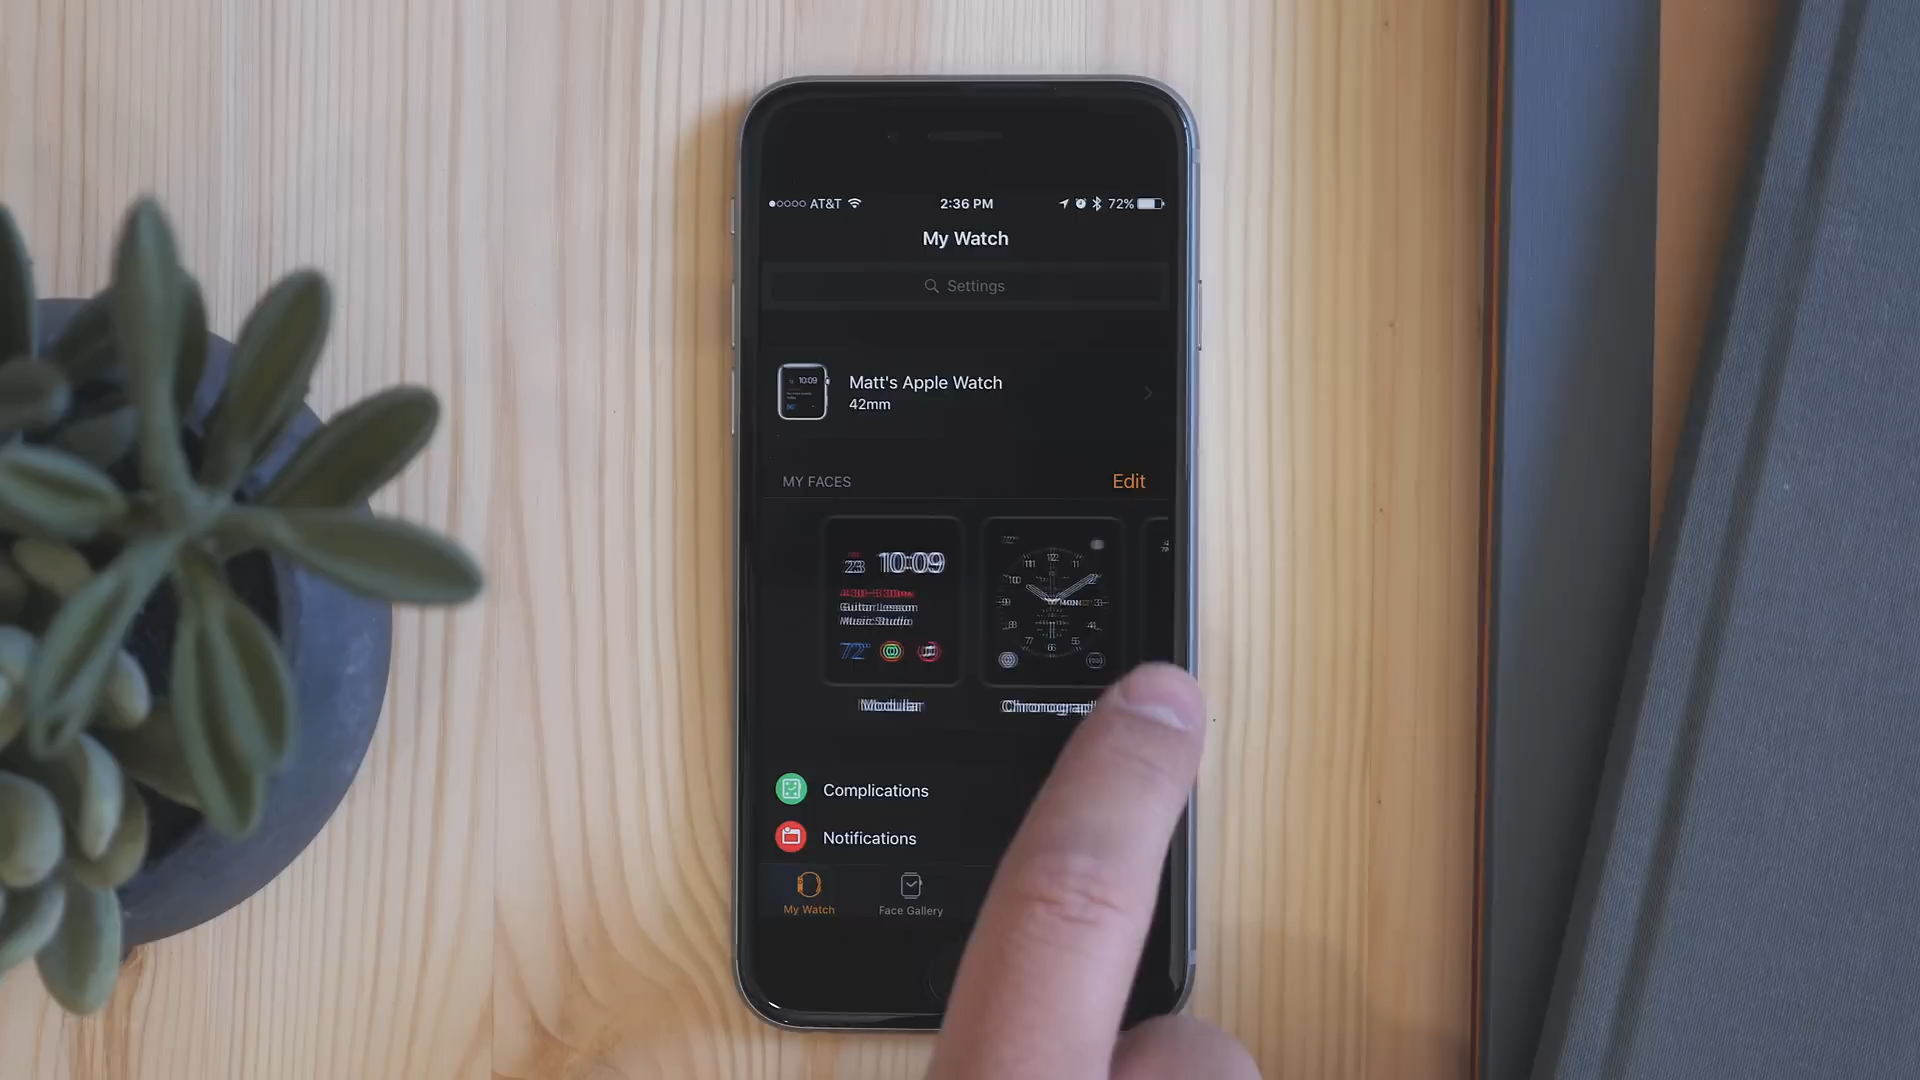 AT&T 2:36 PM 72%
My Watch
Settings
10:09
Matt's Apple Watch
42mm
MY FACES Edit
23 10:09
Guitar Lesson
Music Studio
72°
Modular
Complications
Notifications
My Watch Face Gallery